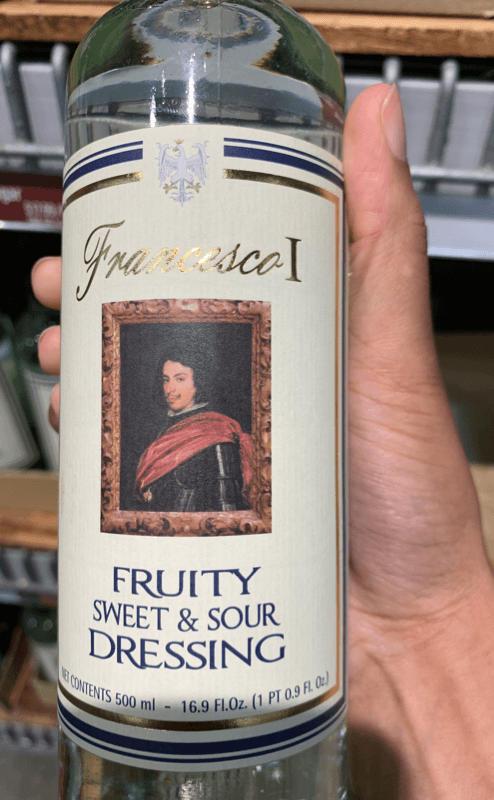 Francesco I
FRUITY
SWEET & SOUR
DRESSING
NET CONTENTS 500 ml - 16.9 Fl.Oz. (1 PT 0.9 Fl. Oz.)